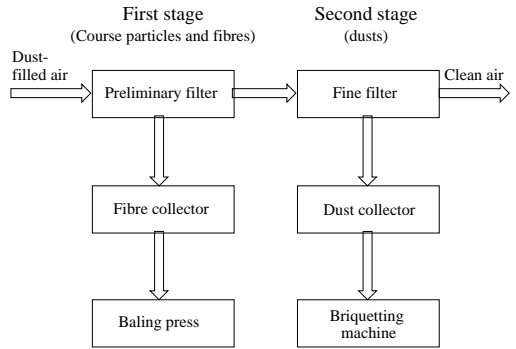 First stage
(Course particles and fibres)
Second stage
(dusts)
Dust-
filled air
Preliminary filter
Fine filter
Clean air
Fibre collector
Dust collector
Baling press
Briquetting
machine